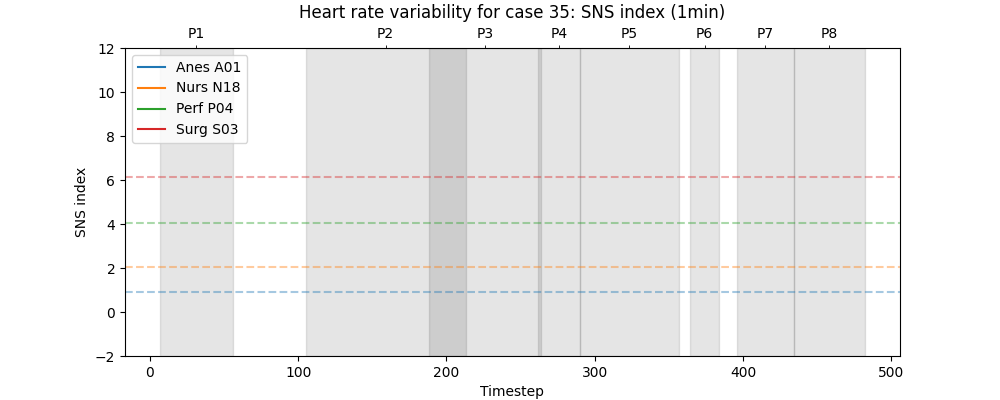 Heart rate variability for case 35: SNS index (1min)
P1 P2 P3 P4 P5 P6 P7 P8
12
10
8
6
4
2
0
−2
SNS index
Anes A01
Nurs N18
Perf P04
Surg S03
0 100 200 300 400 500
Timestep